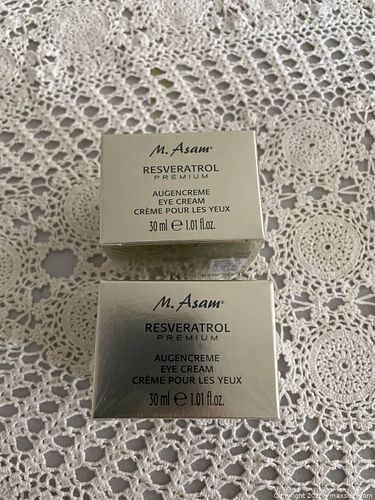 M. Asam®
RESVERATROL
PREMIUM
AUGENCREME
EYE CREAM
CRÈME POUR LES YEUX
30 ml ℮ 1.01 fl.oz.
M. Asam®
RESVERATROL
PREMIUM
AUGENCREME
EYE CREAM
CRÈME POUR LES YEUX
30 ml ℮ 1.01 fl.oz.